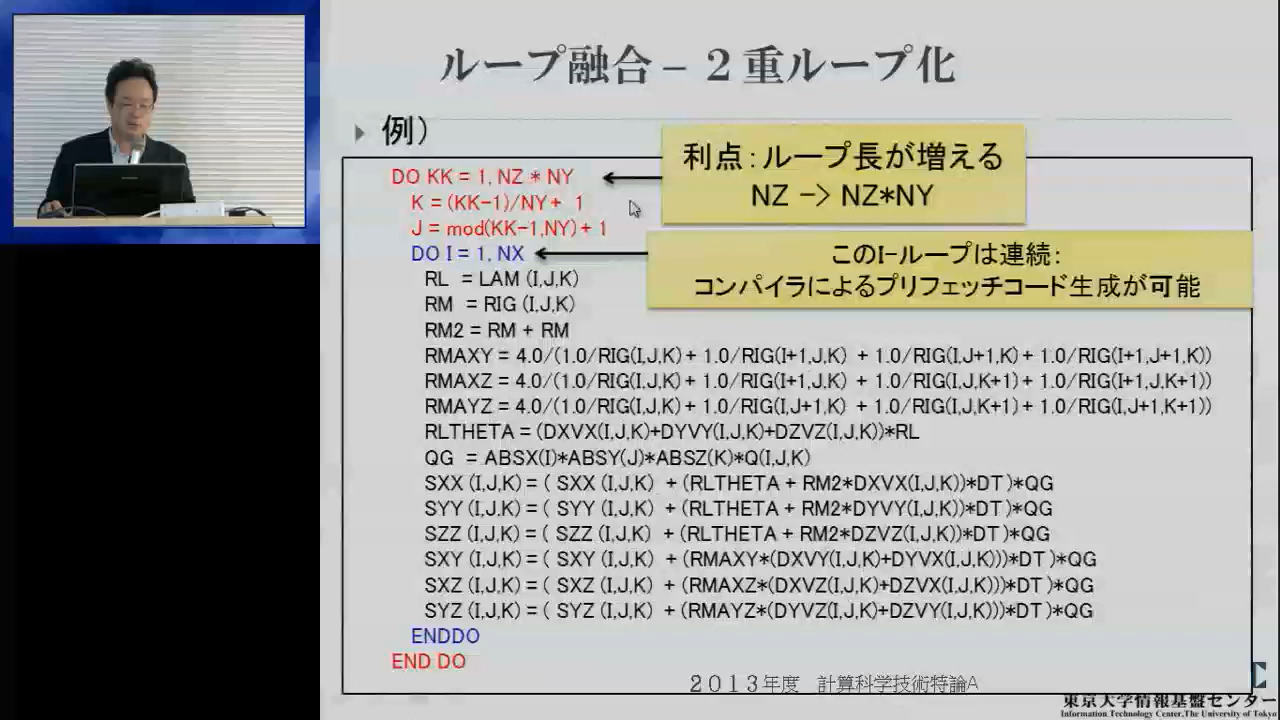 ループ融合 – ２重ループ化
例）
利点：ループ長が増える
NZ -> NZ*NY
DO KK = 1, NZ * NY
K = (KK-1)/NY + 1
J = mod(KK-1,NY) + 1
このI-ループは連続：
コンパイラによるプリフェッチコード生成が可能
DO I = 1, NX
RL = LAM (I,J,K)
RM = RIG (I,J,K)
RM2 = RM + RM
RMAXY = 4.0/(1.0/RIG(I,J,K) + 1.0/RIG(I+1,J,K) + 1.0/RIG(I,J+1,K) + 1.0/RIG(I+1,J+1,K))
RMAXZ = 4.0/(1.0/RIG(I,J,K) + 1.0/RIG(I+1,J,K) + 1.0/RIG(I,J,K+1) + 1.0/RIG(I+1,J,K+1))
RMAYZ = 4.0/(1.0/RIG(I,J,K) + 1.0/RIG(I,J+1,K) + 1.0/RIG(I,J,K+1) + 1.0/RIG(I,J+1,K+1))
RLTHETA = (DXVX(I,J,K)+DYVY(I,J,K)+DZVZ(I,J,K))*RL
QG = ABSX(I)*ABSY(J)*ABSZ(K)*Q(I,J,K)
SXX (I,J,K) = ( SXX (I,J,K) + (RLTHETA + RM2*DXVX(I,J,K))*DT )*QG
SYY (I,J,K) = ( SYY (I,J,K) + (RLTHETA + RM2*DYVY(I,J,K))*DT )*QG
SZZ (I,J,K) = ( SZZ (I,J,K) + (RLTHETA + RM2*DZVZ(I,J,K))*DT )*QG
SXY (I,J,K) = ( SXY (I,J,K) + (RMAXY*(DXVY(I,J,K)+DYVX(I,J,K)))*DT )*QG
SXZ (I,J,K) = ( SXZ (I,J,K) + (RMAXZ*(DXVZ(I,J,K)+DZVX(I,J,K)))*DT )*QG
SYZ (I,J,K) = ( SYZ (I,J,K) + (RMAYZ*(DYVZ(I,J,K)+DZVY(I,J,K)))*DT )*QG
ENDDO
END DO
２０１３年度 計算科学技術特論A
東京大学情報基盤センター
Information Technology Center, The University of Tokyo